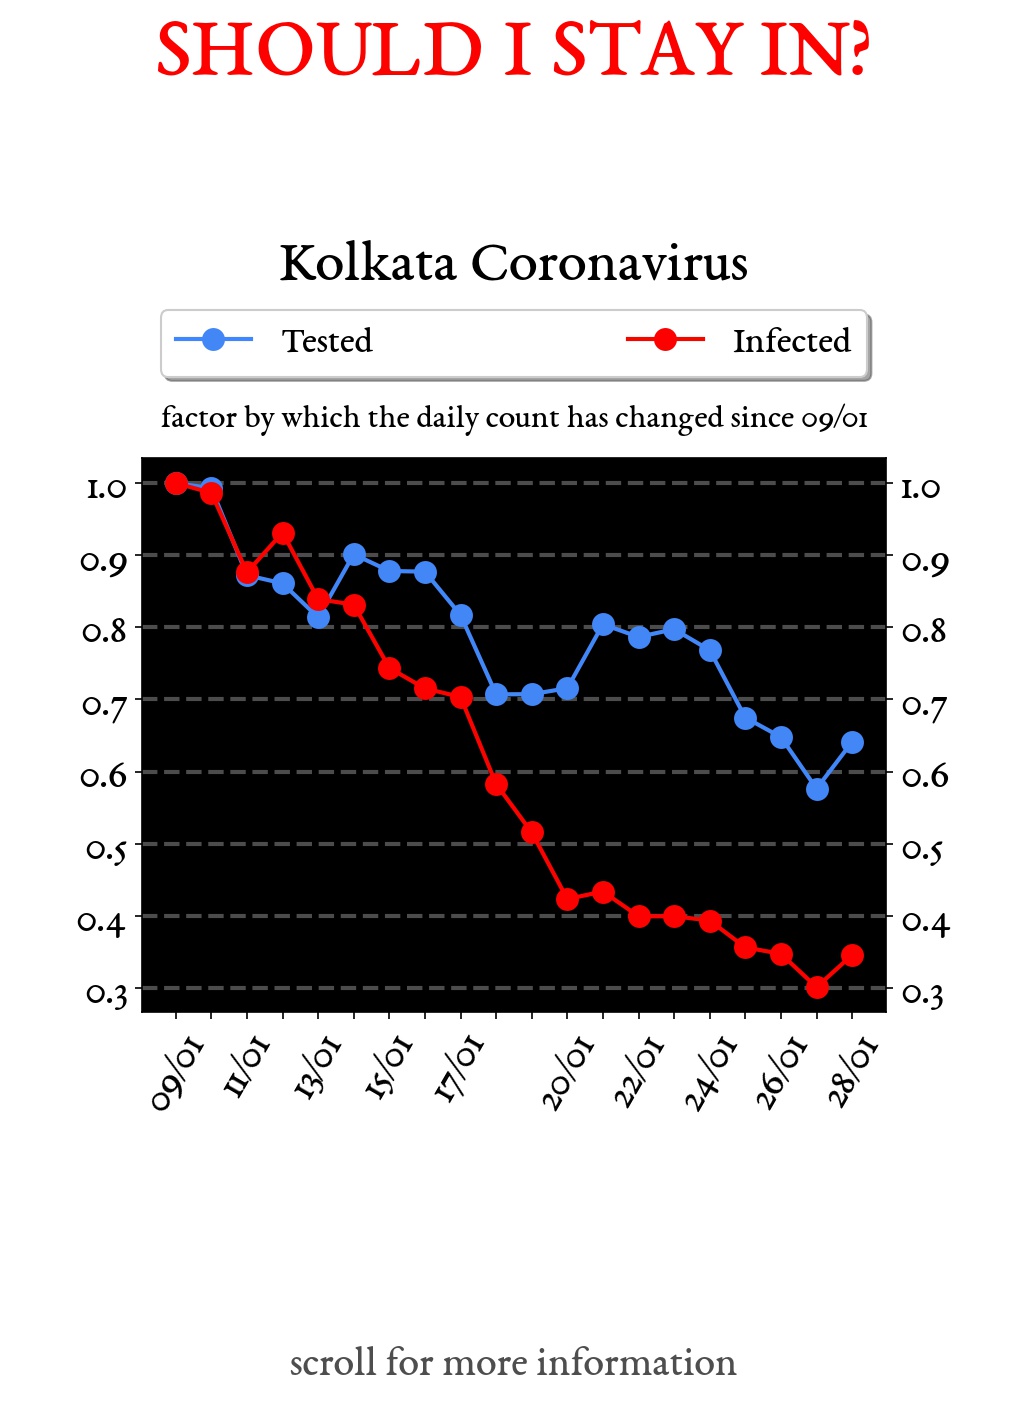 SHOULD I STAY IN?
Kolkata Coronavirus
Tested Infected
factor by which the daily count has changed since 09/01
1.0 1.0
0.9 0.9
0.8 0.8
0.7 0.7
0.6 0.6
0.5 0.5
0.4 0.4
0.3 0.3
09/01 11/01 13/01 15/01 17/01 20/01 22/01 24/01 26/01 28/01
scroll for more information